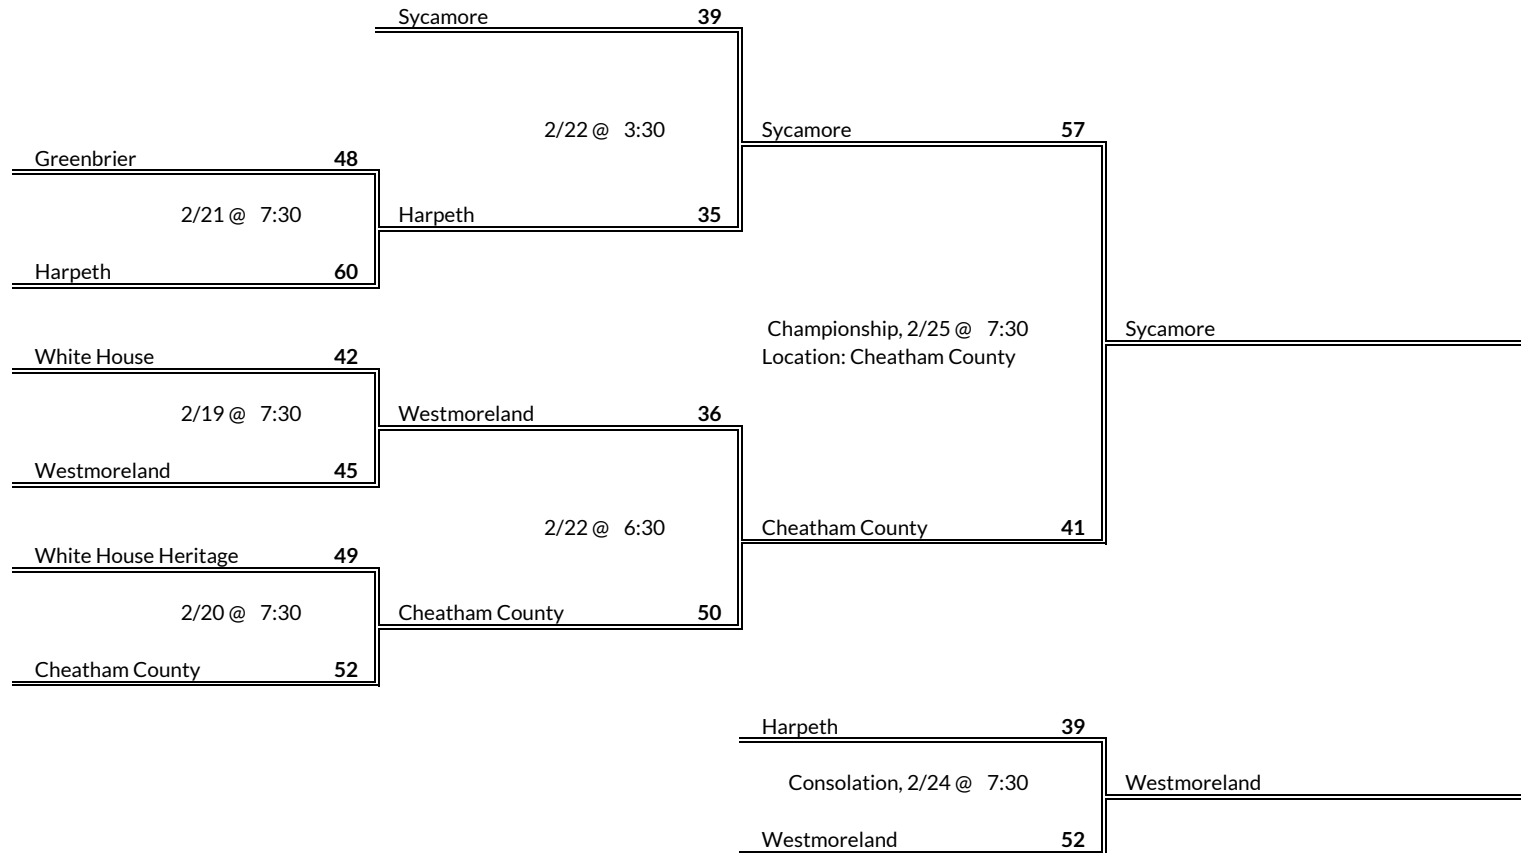 Sycamore 39
2/22 @ 3:30
Sycamore 57
Greenbrier 48
2/21 @ 7:30
Harpeth 35
Harpeth 60
Championship, 2/25 @ 7:30
Sycamore
White House 42
Location: Cheatham County
2/19 @ 7:30
Westmoreland 36
Westmoreland 45
2/22 @ 6:30
Cheatham County 41
White House Heritage 49
2/20 @ 7:30
Cheatham County 50
Cheatham County 52
Harpeth 39
Consolation, 2/24 @ 7:30
Westmoreland
Westmoreland 52